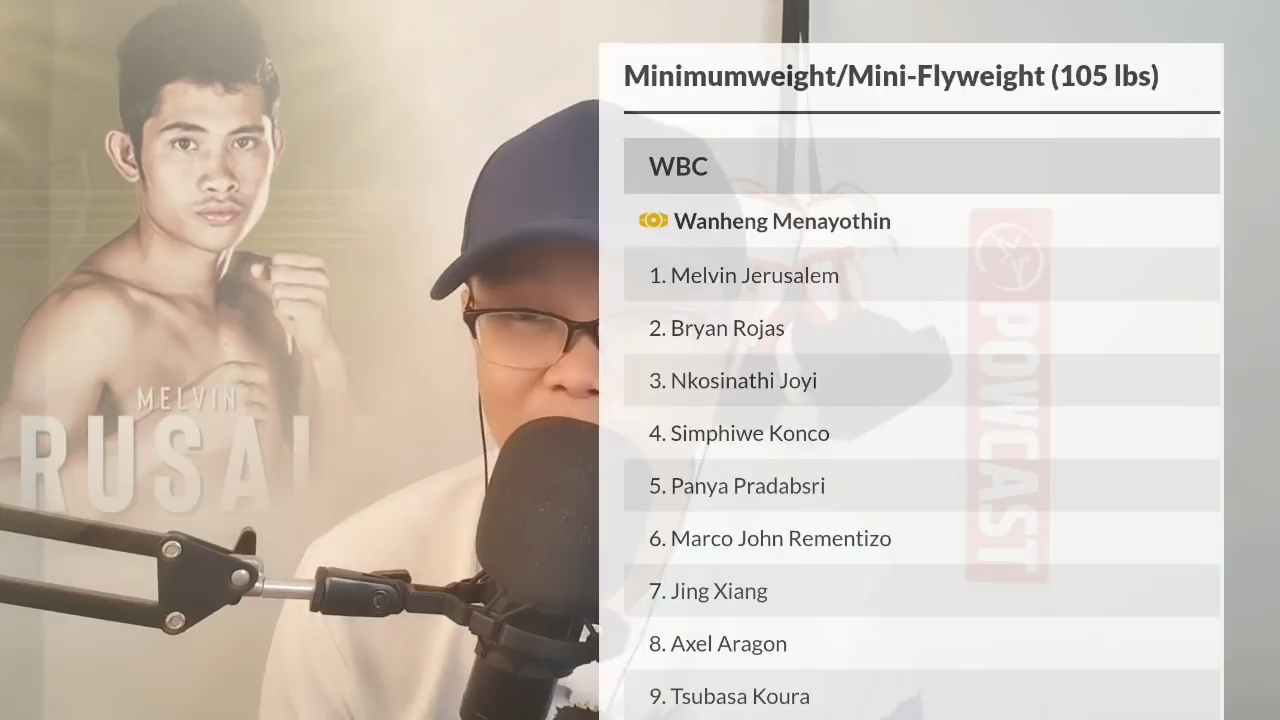 MELVIN
RUSAL
Minimumweight/Mini-Flyweight (105 lbs)
WBC
Wanheng Menayothin
1. Melvin Jerusalem
2. Bryan Rojas
3. Nkosinathi Joyi
4. Simphiwe Konco
5. Panya Pradabsri
6. Marco John Rementizo
7. Jing Xiang
8. Axel Aragon
9. Tsubasa Koura
POWCAST